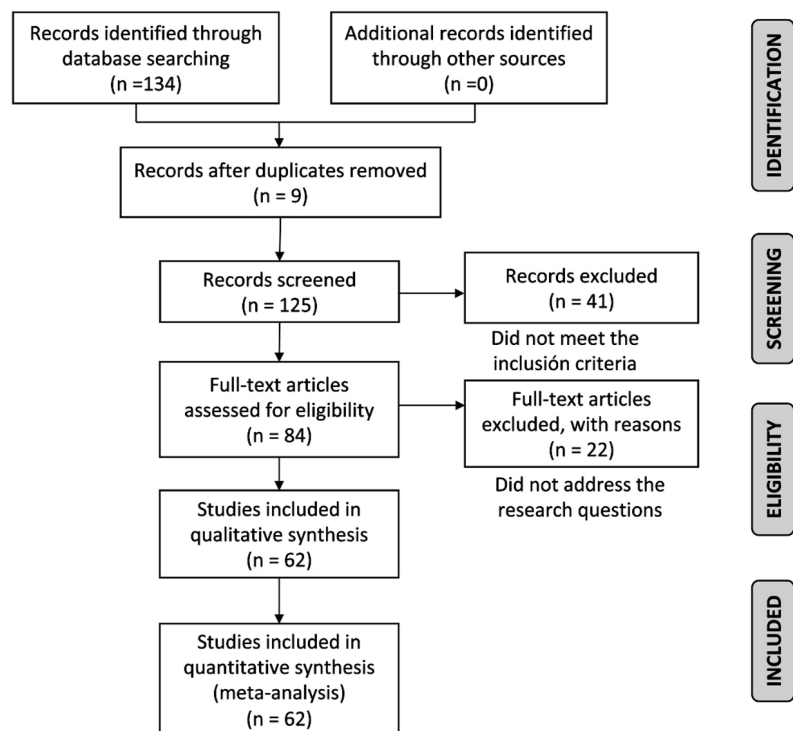 Records identified through
database searching
(n =134)
Additional records identified
through other sources
(n =0)
IDENTIFICATION
Records after duplicates removed
(n = 9)
Records screened
(n = 125)
Records excluded
(n = 41)
SCREENING
Did not meet the
inclusión criteria
Full-text articles
assessed for eligibility
(n = 84)
Full-text articles
excluded, with reasons
(n = 22)
ELIGIBILITY
Did not address the
research questions
Studies included in
qualitative synthesis
(n = 62)
Studies included in
quantitative synthesis
(meta-analysis)
(n = 62)
INCLUDED